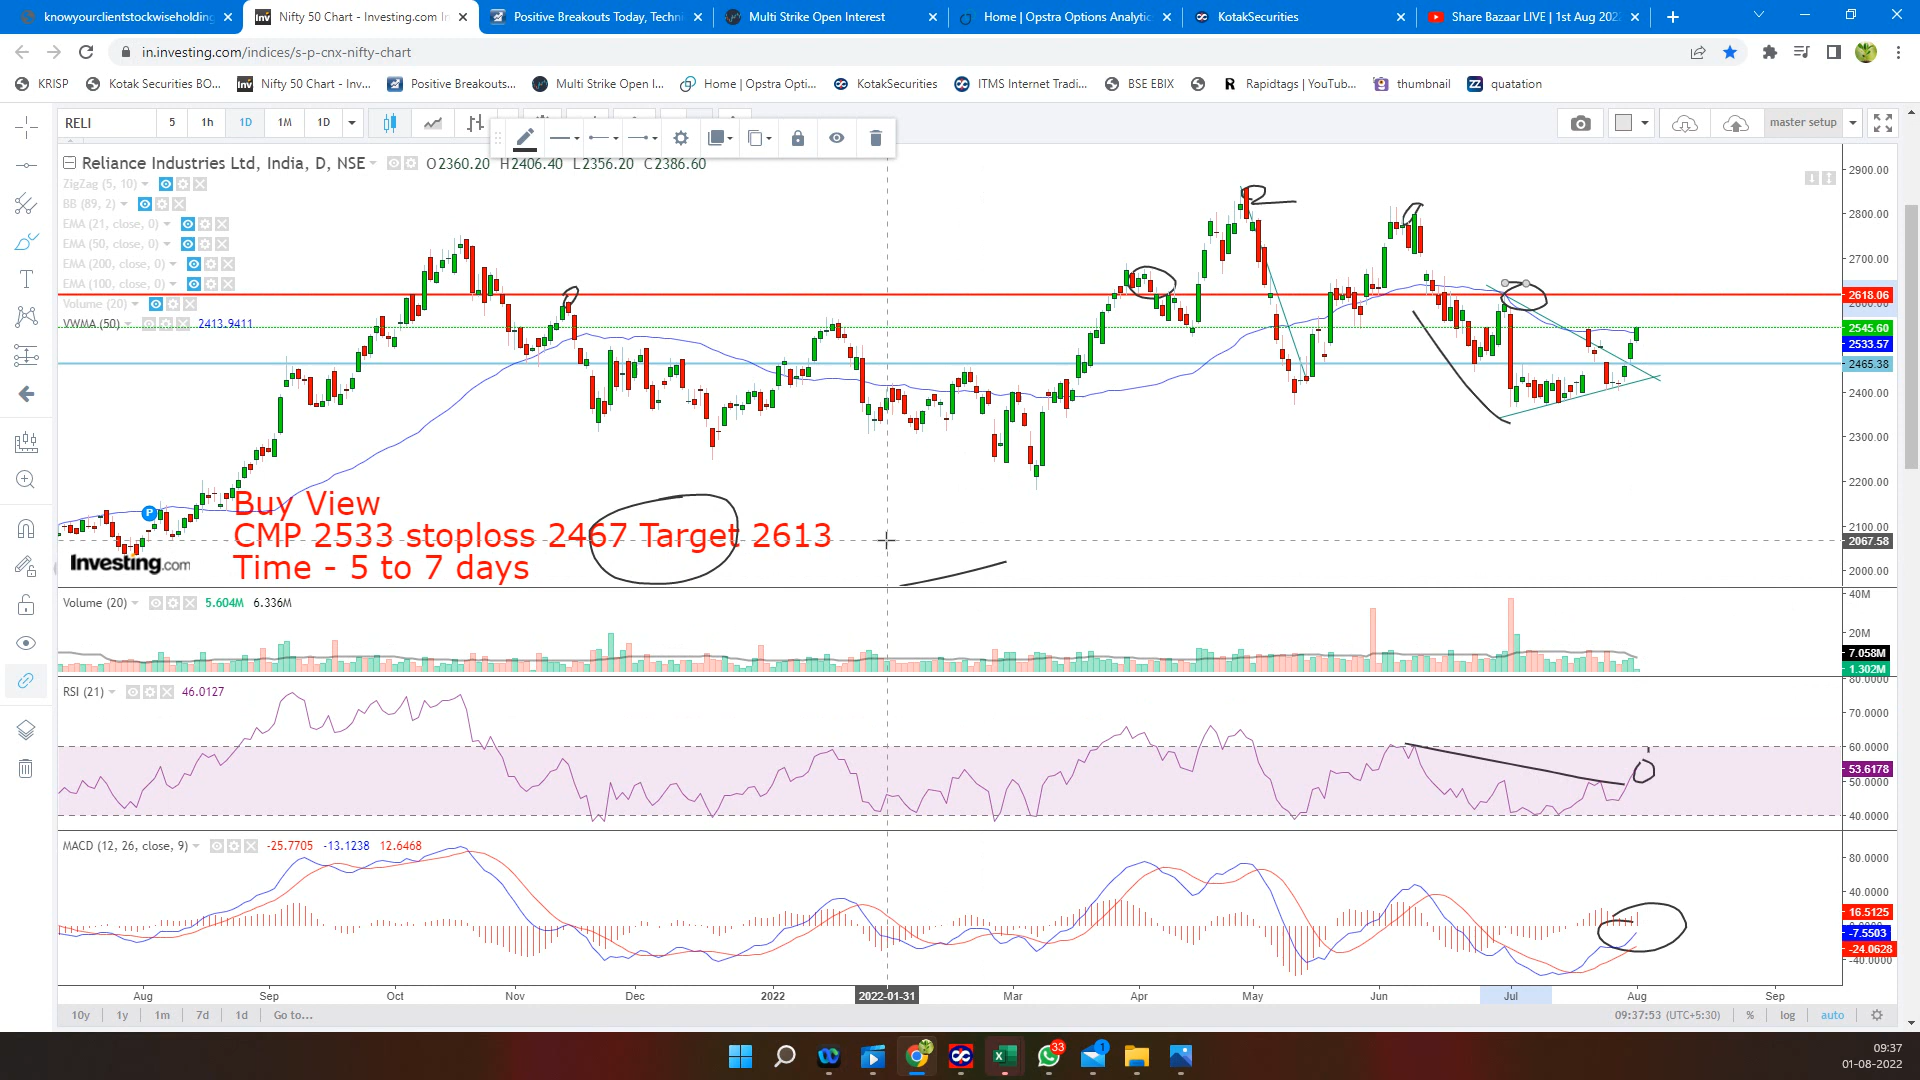 knowyourclientstockwiseholding
Nifty 50 Chart - Investing.com In
Positive Breakouts Today, Techni
Multi Strike Open Interest
Home | Opstra Options Analytic
KotakSecurities
Share Bazaar LIVE | 1st Aug 202
in.investing.com/indices/s-p-cnx-nifty-chart
KRISP
Kotak Securities BO...
Nifty 50 Chart - Inv...
Positive Breakouts...
Multi Strike Open I...
Home | Opstra Opti...
KotakSecurities
ITMS Internet Tradi...
BSE EBIX
Rapidtags | YouTub...
thumbnail
quatation
RELI
5
1h
1D
1M
1D
master setup
Reliance Industries Ltd, India, D, NSE
O2360.20 H2406.40 L2356.20 C2386.60
ZigZag (5, 10)
BB (89, 2)
EMA (21, close, 0)
EMA (50, close, 0)
EMA (200, close, 0)
EMA (100, close, 0)
Volume (20)
VWMA (50) 2413.9411
2900.00
2800.00
2700.00
2618.06
2545.60
2533.57
2465.38
2400.00
2300.00
2200.00
2100.00
2067.58
2000.00
P
Buy View
CMP 2533 stoploss 2467 Target 2613
Time - 5 to 7 days
Investing.com
Volume (20) 5.604M 6.336M
40M
20M
7.058M
1.302M
RSI (21) 46.0127
80.0000
70.0000
60.0000
53.6178
50.0000
40.0000
MACD (12, 26, close, 9) -25.7705 -13.1238 12.6468
80.0000
40.0000
16.5125
-7.5503
-24.0628
-40.0000
Aug Sep Oct Nov Dec 2022 2022-01-31 Mar Apr May Jun Jul Aug Sep
10y 1y 1m 7d 1d Go to...
09:37:53 (UTC+5:30) % log auto
33
1
09:37
01-08-2022